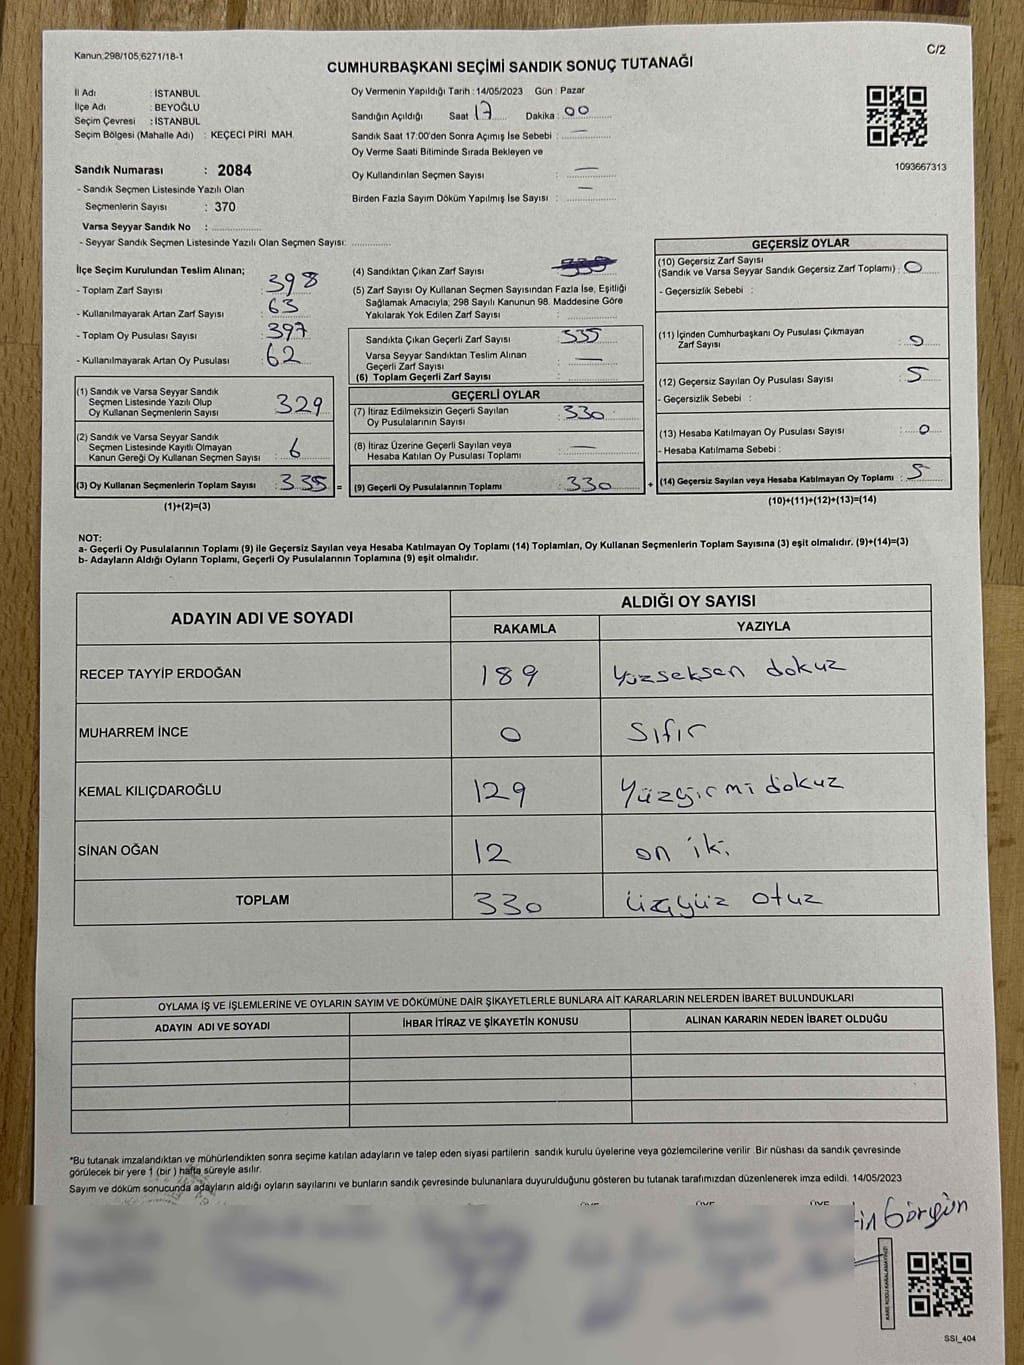 Kanun;298/105;6271/18-1
C/2
CUMHURBAŞKANI SEÇİMİ SANDIK SONUÇ TUTANAĞI
İl Adı : İSTANBUL
İlçe Adı : BEYOĞLU
Seçim Çevresi : İSTANBUL
Seçim Bölgesi (Mahalle Adı) : KEÇECİ PİRİ MAH.
Oy Vermenin Yapıldığı Tarih : 14/05/2023 Gün : Pazar
Sandığın Açıldığı Saat 17 Dakika : 00
Sandık Saat 17:00'den Sonra Açımış İse Sebebi : —
Oy Verme Saati Bitiminde Sırada Bekleyen ve
Oy Kullandırılan Seçmen Sayısı : —
Birden Fazla Sayım Döküm Yapılmış İse Sayısı : —
1093667313
Sandık Numarası : 2084
- Sandık Seçmen Listesinde Yazılı Olan
Seçmenlerin Sayısı : 370
Varsa Seyyar Sandık No : ..................
- Seyyar Sandık Seçmen Listesinde Yazılı Olan Seçmen Sayısı: .............
İlçe Seçim Kurulundan Teslim Alınan;
- Toplam Zarf Sayısı : 398
- Kullanılmayarak Artan Zarf Sayısı : 63
- Toplam Oy Pusulası Sayısı : 397
- Kullanılmayarak Artan Oy Pusulası : 62
(1) Sandık ve Varsa Seyyar Sandık
Seçmen Listesinde Yazılı Olup
Oy Kullanan Seçmenlerin Sayısı : 329
(2) Sandık ve Varsa Seyyar Sandık
Seçmen Listesinde Kayıtlı Olmayan
Kanun Gereği Oy Kullanan Seçmen Sayısı : 6
(3) Oy Kullanan Seçmenlerin Toplam Sayısı : 335 =
(1)+(2)=(3)
(4) Sandıktan Çıkan Zarf Sayısı :
(5) Zarf Sayısı Oy Kullanan Seçmen Sayısından Fazla İse, Eşitliği
Sağlamak Amacıyla; 298 Sayılı Kanunun 98. Maddesine Göre
Yakılarak Yok Edilen Zarf Sayısı :
Sandıkta Çıkan Geçerli Zarf Sayısı : 335
Varsa Seyyar Sandıktan Teslim Alınan
Geçerli Zarf Sayısı : —
(6) Toplam Geçerli Zarf Sayısı :
GEÇERLİ OYLAR
(7) İtiraz Edilmeksizin Geçerli Sayılan
Oy Pusulalarının Sayısı : 330
(8) İtiraz Üzerine Geçerli Sayılan veya
Hesaba Katılan Oy Pusulası Toplamı : —
(9) Geçerli Oy Pusulalarının Toplamı : 330 +
GEÇERSİZ OYLAR
(10) Geçersiz Zarf Sayısı
(Sandık ve Varsa Seyyar Sandık Geçersiz Zarf Toplamı) : 0
- Geçersizlik Sebebi :
(11) İçinden Cumhurbaşkanı Oy Pusulası Çıkmayan
Zarf Sayısı : 0
(12) Geçersiz Sayılan Oy Pusulası Sayısı : 5
- Geçersizlik Sebebi :
(13) Hesaba Katılmayan Oy Pusulası Sayısı : 0
- Hesaba Katılmama Sebebi :
(14) Geçersiz Sayılan veya Hesaba Katılmayan Oy Toplamı : 5
(10)+(11)+(12)+(13)=(14)
NOT:
a- Geçerli Oy Pusulalarının Toplamı (9) ile Geçersiz Sayılan veya Hesaba Katılmayan Oy Toplamı (14) Toplamları, Oy Kullanan Seçmenlerin Toplam Sayısına (3) eşit olmalıdır. (9)+(14)=(3)
b- Adayların Aldığı Oyların Toplamı, Geçerli Oy Pusulalarının Toplamına (9) eşit olmalıdır.
ADAYIN ADI VE SOYADI
ALDIĞI OY SAYISI
RAKAMLA YAZIYLA
RECEP TAYYİP ERDOĞAN 189 Yüzseksen dokuz
MUHARREM İNCE 0 Sıfır
KEMAL KILIÇDAROĞLU 129 Yüzyirmi dokuz
SİNAN OĞAN 12 on iki
TOPLAM 330 üçyüz otuz
OYLAMA İŞ VE İŞLEMLERİNE VE OYLARIN SAYIM VE DÖKÜMÜNE DAİR ŞİKAYETLERLE BUNLARA AİT KARARLARIN NELERDEN İBARET BULUNDUKLARI
ADAYIN ADI VE SOYADI İHBAR İTİRAZ VE ŞİKAYETİN KONUSU ALINAN KARARIN NEDEN İBARET OLDUĞU
*Bu tutanak imzalandıktan ve mühürlendikten sonra seçime katılan adayların ve talep eden siyasi partilerin sandık kurulu üyelerine veya gözlemcilerine verilir. Bir nüshası da sandık çevresinde
görülecek bir yere 1 (bir) hafta süreyle asılır.
Sayım ve döküm sonucunda adayların aldığı oyların sayılarını ve bunların sandık çevresinde bulunanlara duyurulduğunu gösteren bu tutanak tarafımızdan düzenlenerek imza edildi. 14/05/2023
ÜYE ÜYE ÜYE
tin Görgün
SSI_404